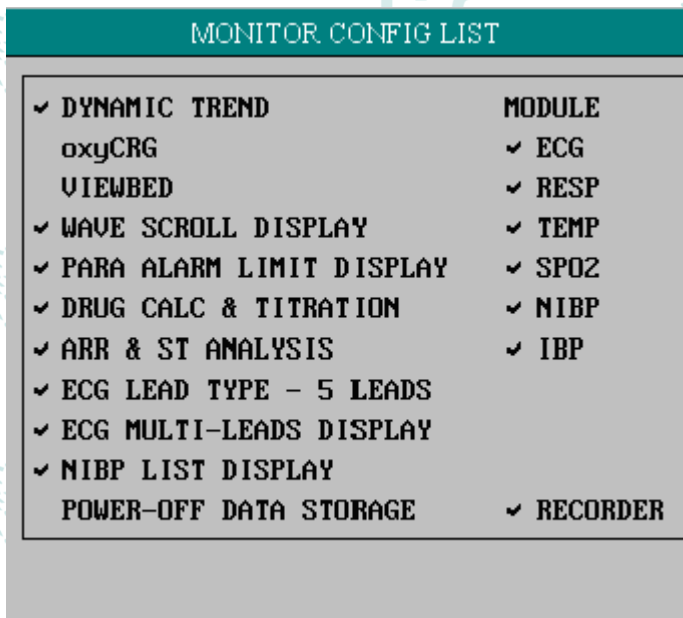 MONITOR CONFIG LIST
✓ DYNAMIC TREND MODULE
oxyCRG ✓ ECG
VIEWBED ✓ RESP
✓ WAVE SCROLL DISPLAY ✓ TEMP
✓ PARA ALARM LIMIT DISPLAY ✓ SPO2
✓ DRUG CALC & TITRATION ✓ NIBP
✓ ARR & ST ANALYSIS ✓ IBP
✓ ECG LEAD TYPE - 5 LEADS
✓ ECG MULTI-LEADS DISPLAY
✓ NIBP LIST DISPLAY
POWER-OFF DATA STORAGE ✓ RECORDER